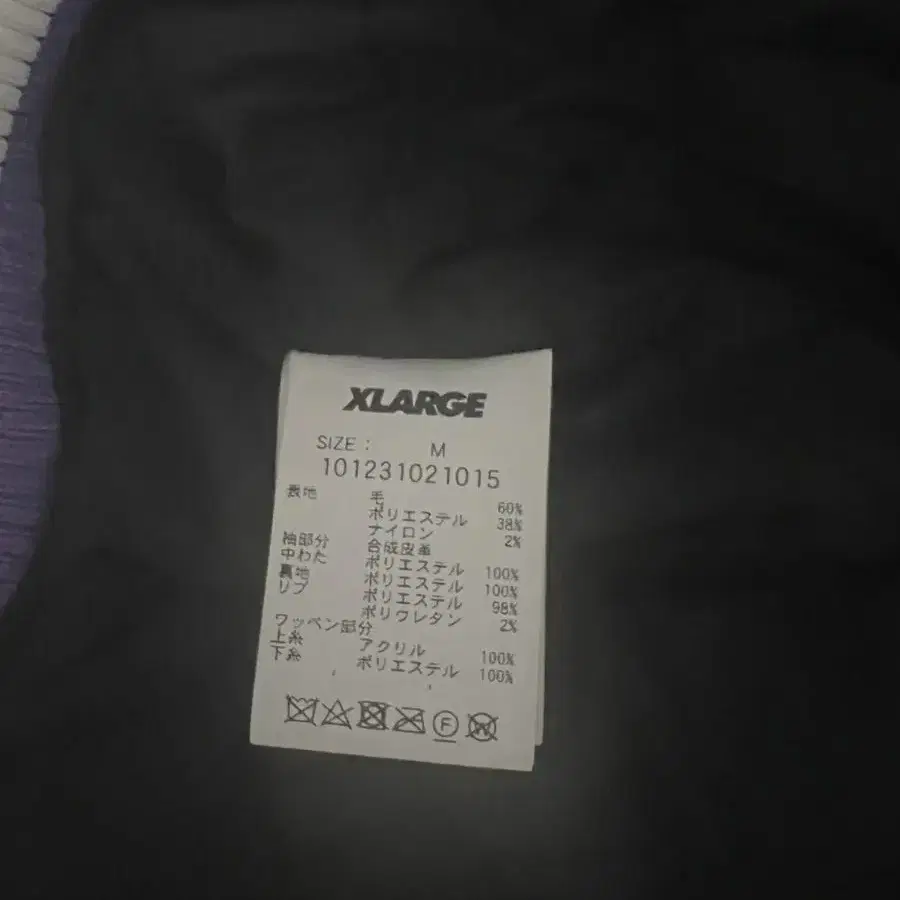 XLARGE
SIZE : M
101231021015
表地 毛 60%
ポリエステル 38%
ナイロン 2%
袖部分 合成皮革
中わた ポリエステル 100%
裏地 ポリエステル 100%
リブ ポリエステル 98%
ポリウレタン 2%
ワッペン部分
上糸 アクリル 100%
下糸 ポリエステル 100%
F
W